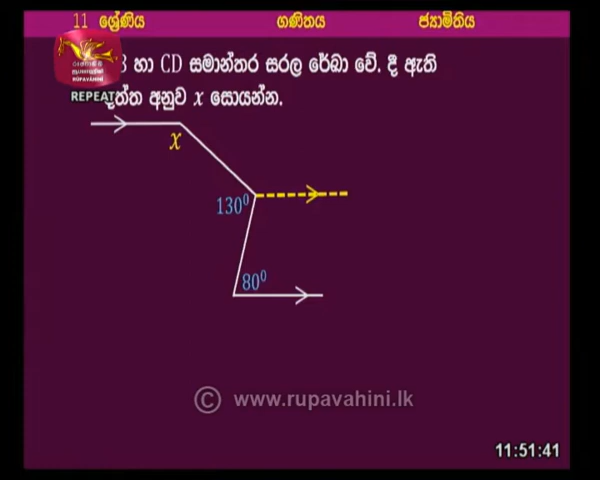 11 ශ්‍රේණිය ගණිතය ජ්‍යාමිතිය
RUPAVAHINI
හා CD සමාන්තර සරල රේඛා වේ. දී ඇති
REPEAT
අනුව x සොයන්න.
x
130⁰
80⁰
© www.rupavahini.lk
11:51:41